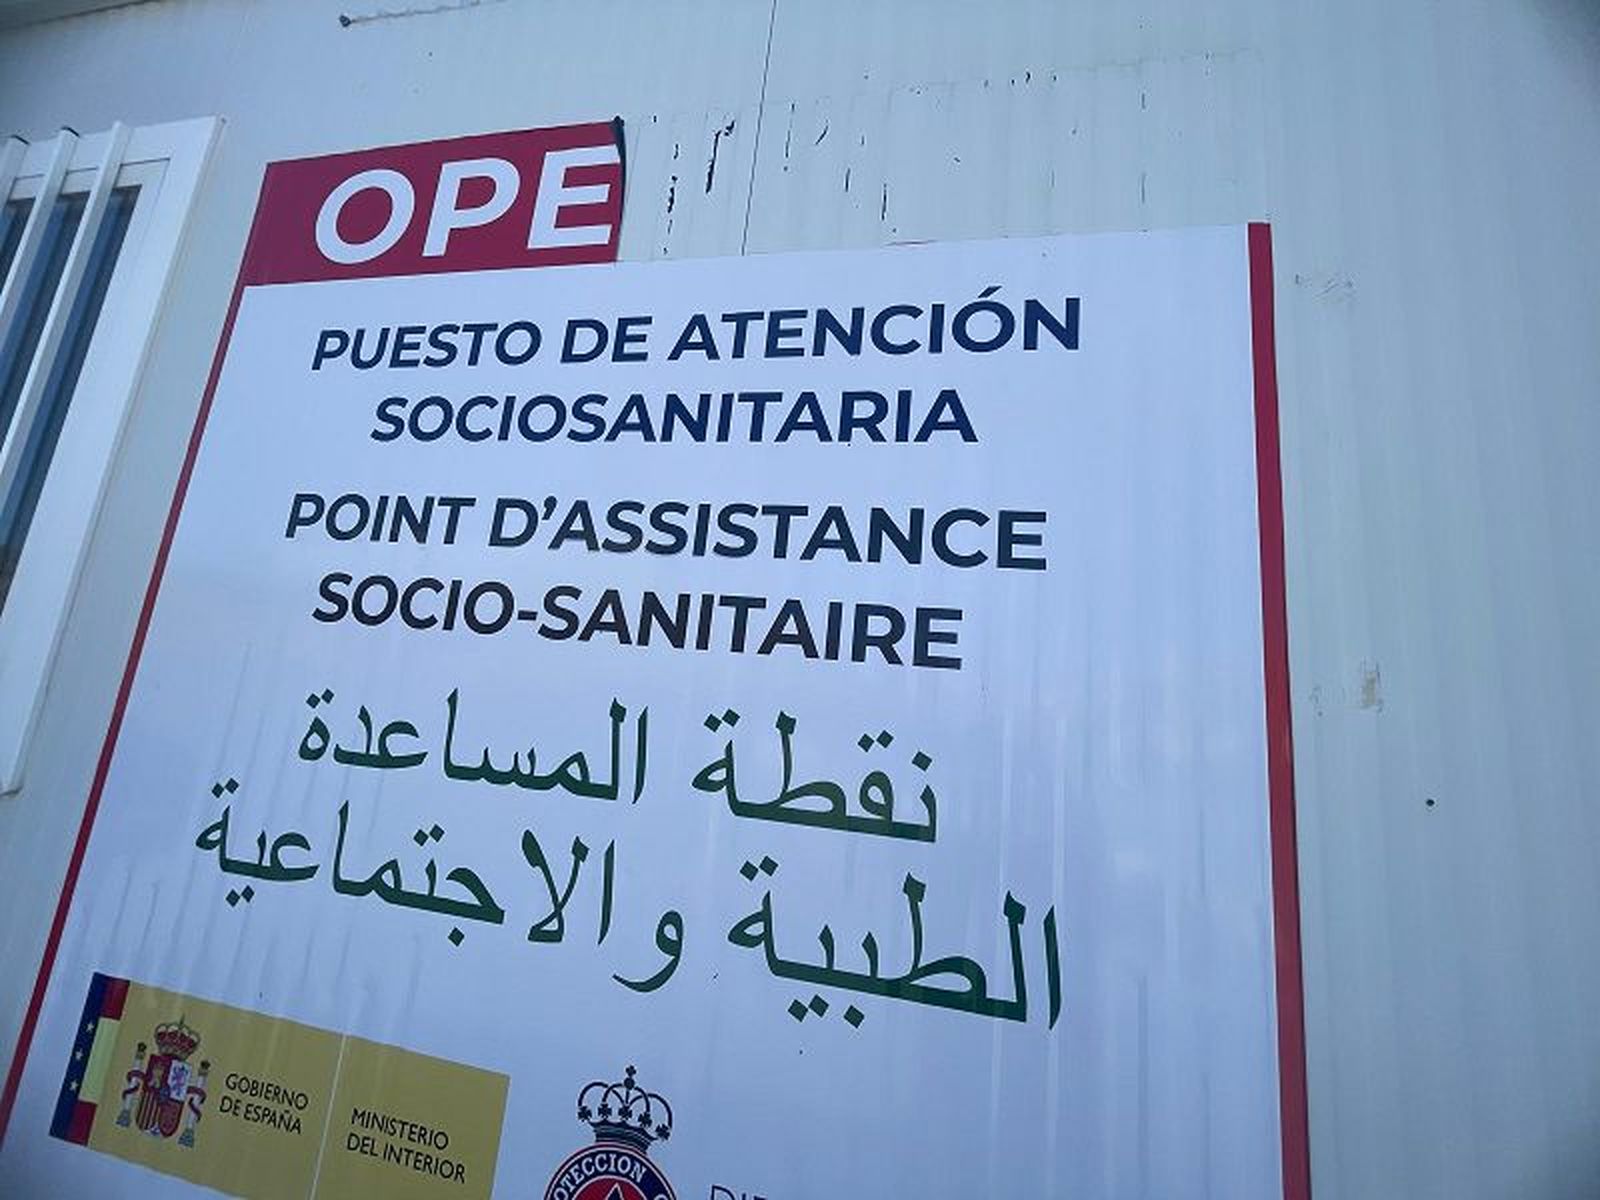 OPE
PUESTO DE ATENCIÓN
SOCIOSANITARIA
POINT D'ASSISTANCE
SOCIO-SANITAIRE
نقطة المساعدة
الطبية والاجتماعية
GOBIERNO
DE ESPAÑA
MINISTERIO
DEL INTERIOR